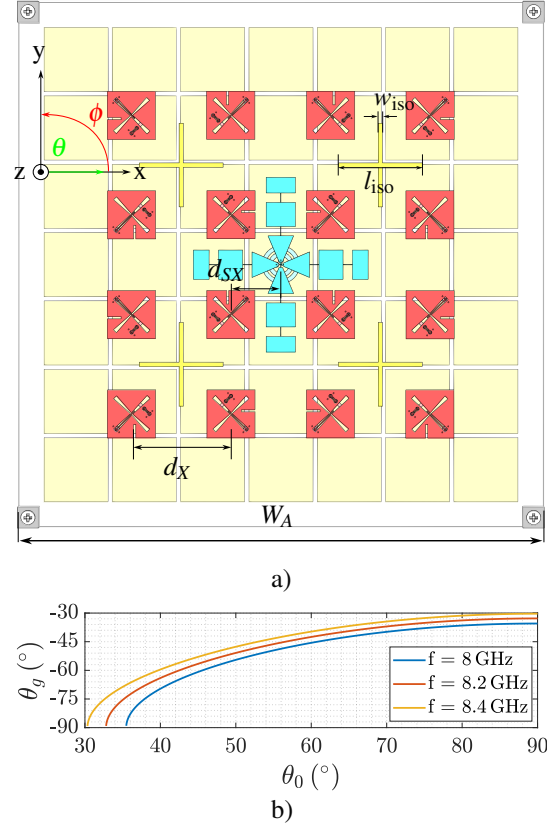 y
ϕ
θ
z
x
w_iso
l_iso
d_SX
d_X
W_A
a)
-30
-45
-60
-75
-90
θ_g (°)
f = 8 GHz
f = 8.2 GHz
f = 8.4 GHz
30 40 50 60 70 80 90
θ_0 (°)
b)